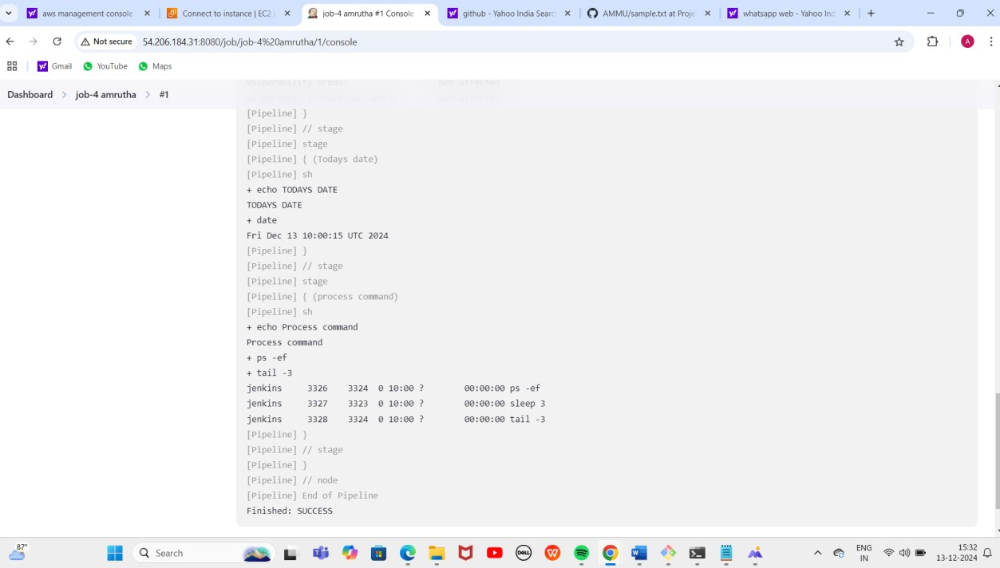 aws management console
Connect to instance | EC2
job-4 amrutha #1 Console
github - Yahoo India Searc
AMMU/sample.txt at Proje
whatsapp web - Yahoo Ind
Not secure 54.206.184.31:8080/job/job-4%20amrutha/1/console
A
Gmail YouTube Maps
Dashboard > job-4 amrutha > #1
[Pipeline] }
[Pipeline] // stage
[Pipeline] stage
[Pipeline] { (Todays date)
[Pipeline] sh
+ echo TODAYS DATE
TODAYS DATE
+ date
Fri Dec 13 10:00:15 UTC 2024
[Pipeline] }
[Pipeline] // stage
[Pipeline] stage
[Pipeline] { (process command)
[Pipeline] sh
+ echo Process command
Process command
+ ps -ef
+ tail -3
jenkins 3326 3324 0 10:00 ? 00:00:00 ps -ef
jenkins 3327 3323 0 10:00 ? 00:00:00 sleep 3
jenkins 3328 3324 0 10:00 ? 00:00:00 tail -3
[Pipeline] }
[Pipeline] // stage
[Pipeline] }
[Pipeline] // node
[Pipeline] End of Pipeline
Finished: SUCCESS
87°
Search
DELL
ENG
IN
15:32
13-12-2024